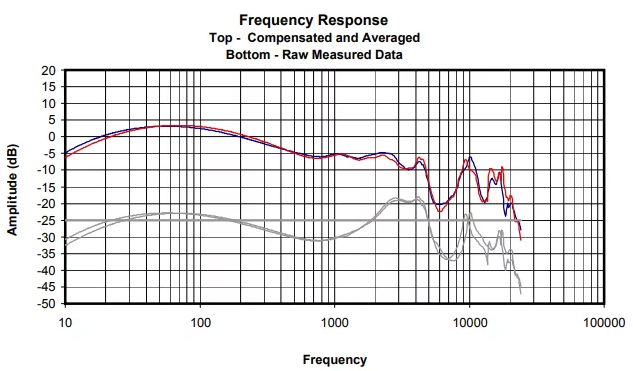 Frequency Response
Top - Compensated and Averaged
Bottom - Raw Measured Data
20
15
10
5
0
-5
-10
-15
-20
-25
-30
-35
-40
-45
-50
Amplitude (dB)
10 100 1000 10000 100000
Frequency